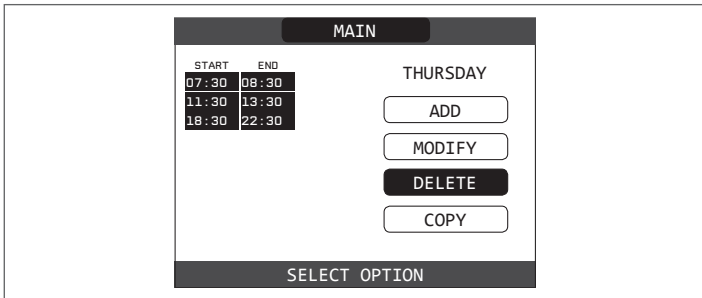 MAIN
START END
07:30 08:30
11:30 13:30
18:30 22:30
THURSDAY
ADD
MODIFY
DELETE
COPY
SELECT OPTION